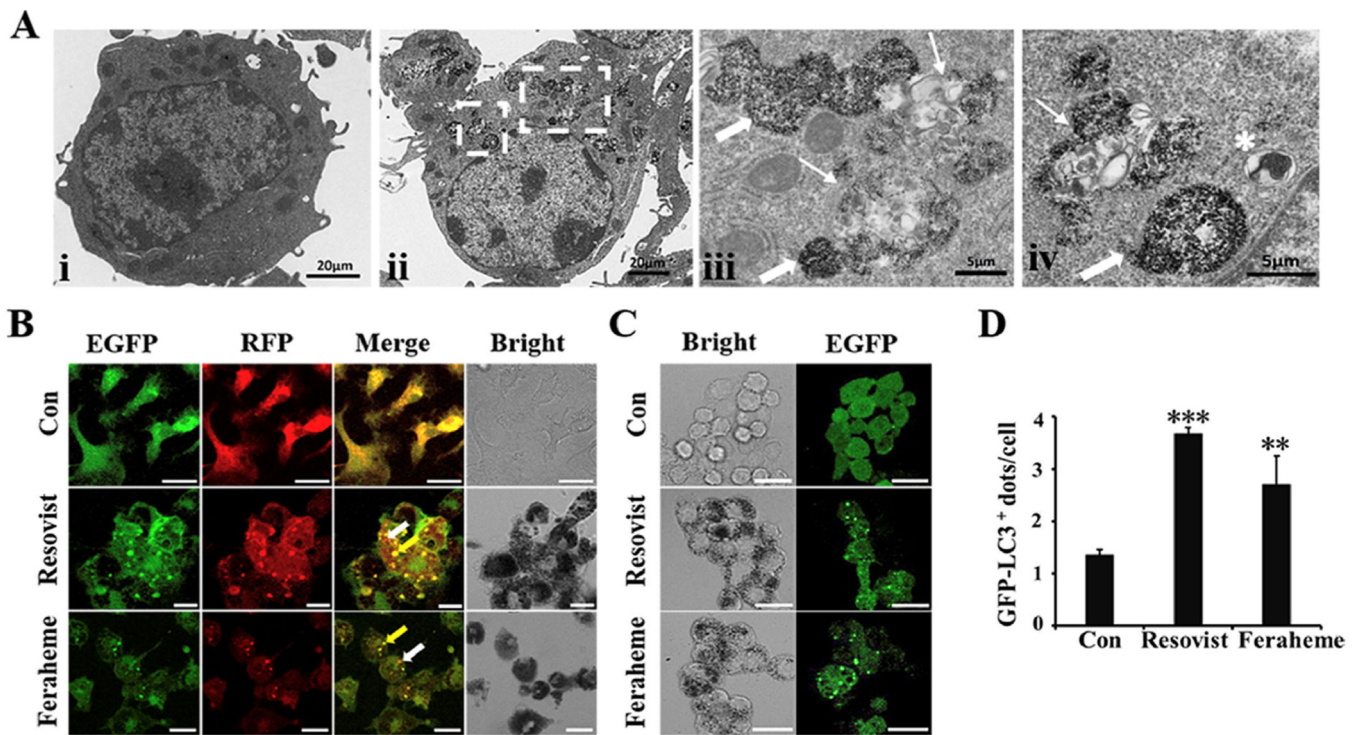 A
i
20μm
ii
20μm
iii
5μm
*
iv
5μm
B
EGFP RFP Merge Bright
Con
Resovist
Feraheme
C
Bright EGFP
Con
Resovist
Feraheme
D
GFP-LC3⁺ dots/cell
4
3
2
1
0
***
**
Con Resovist Feraheme